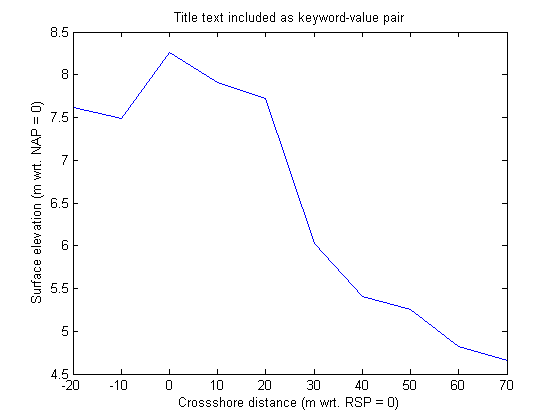 Title text included as keyword-value pair
8.5
8
7.5
7
6.5
6
5.5
5
4.5
Surface elevation (m wrt. NAP = 0)
-20 -10 0 10 20 30 40 50 60 70
Crossshore distance (m wrt. RSP = 0)